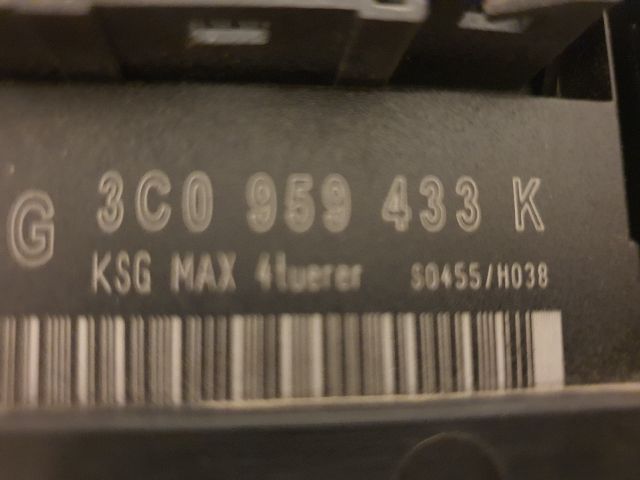 G 3C0 959 433 K
KSG MAX 4tuerer S0455/H038